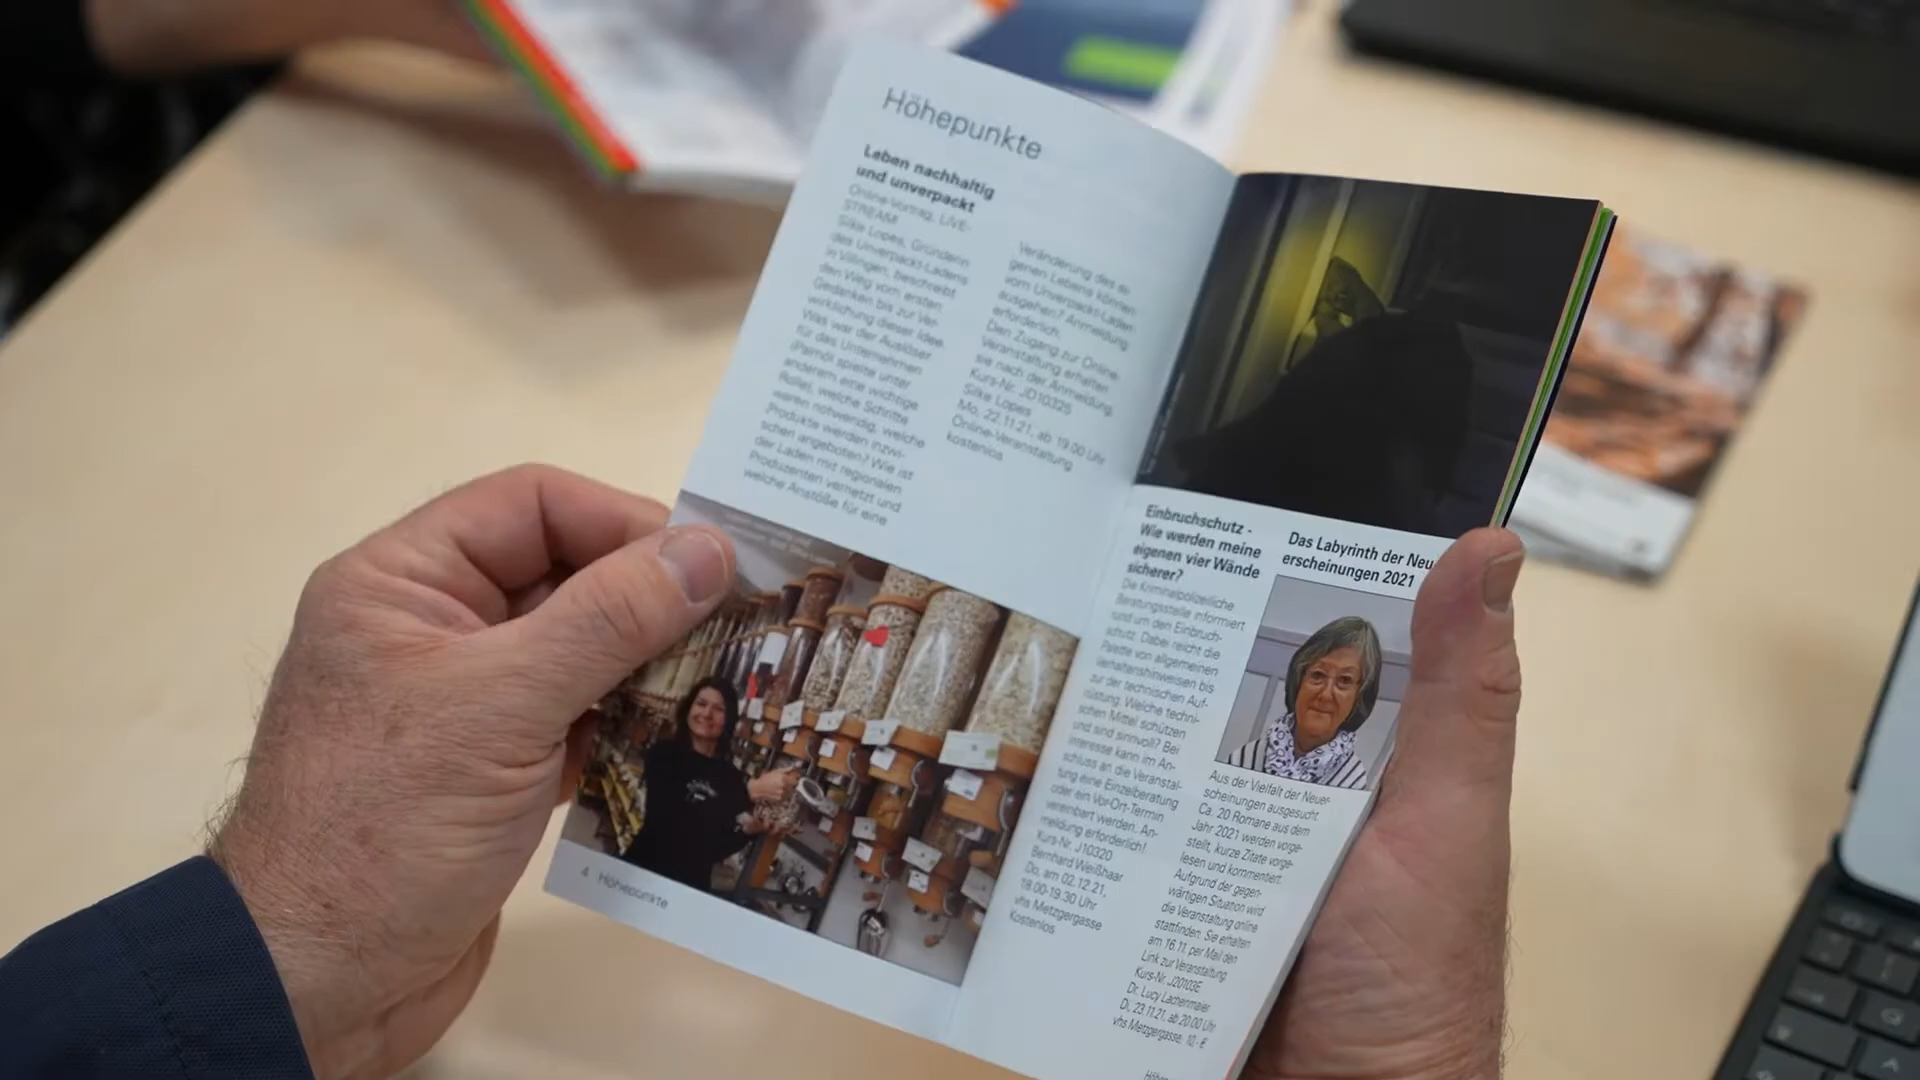 Höhepunkte
Leben nachhaltig
und unverpackt
Online-Vortrag, LIVE-
STREAM!
Silke Lopes, Gründerin
des Unverpackt-Ladens
in Villingen, beschreibt
den Weg vom ersten
Gedanken bis zur Ver-
wirklichung dieser Idee.
Was war der Auslöser
für das Unternehmen
(Palmöl spielte unter
anderem eine wichtige
Rolle), welche Schritte
waren notwendig, welche
Produkte werden inzwi-
schen angeboten? Wie ist
der Laden mit regionalen
Produzenten vernetzt und
welche Anstöße für eine
Veränderung des ei-
genen Lebens können
vom Unverpackt-Laden
ausgehen? Anmeldung
erforderlich.
Den Zugang zur Online-
Veranstaltung erhalten
sie nach der Anmeldung.
Kurs-Nr. JD10325
Silke Lopes
Mo, 22.11.21, ab 19.00 Uhr
Online-Veranstaltung
kostenlos
4 Höhepunkte
Einbruchschutz -
Wie werden meine
eigenen vier Wände
sicherer?
Die Kriminalpolizeiliche
Beratungsstelle informiert
rund um den Einbruch-
schutz. Dabei reicht die
Palette von allgemeinen
Verhaltenshinweisen bis
zur der technischen Auf-
rüstung: Welche techni-
schen Mittel schützen
und sind sinnvoll? Bei
Interesse kann im An-
schluss an die Veranstal-
tung eine Einzelberatung
oder ein Vor-Ort-Termin
vereinbart werden. An-
meldung erforderlich!
Kurs-Nr. J10320
Bernhard Weißhaar
Do, am 02.12.21,
18.00-19.30 Uhr
vhs Metzgergasse
Kostenlos
Das Labyrinth der Neu
erscheinungen 2021
Aus der Vielfalt der Neuer-
scheinungen ausgesucht.
Ca. 20 Romane aus dem
Jahr 2021 werden vorge-
stellt, kurze Zitate vorge-
lesen und kommentiert.
Aufgrund der gegen-
wärtigen Situation wird
die Veranstaltung online
stattfinden. Sie erhalten
am 16.11. per Mail den
Link zur Veranstaltung.
Kurs-Nr. J20103E
Dr. Lucy Lachenmaier
Di, 23.11.21, ab 20.00 Uhr
vhs Metzgergasse, 10,- €